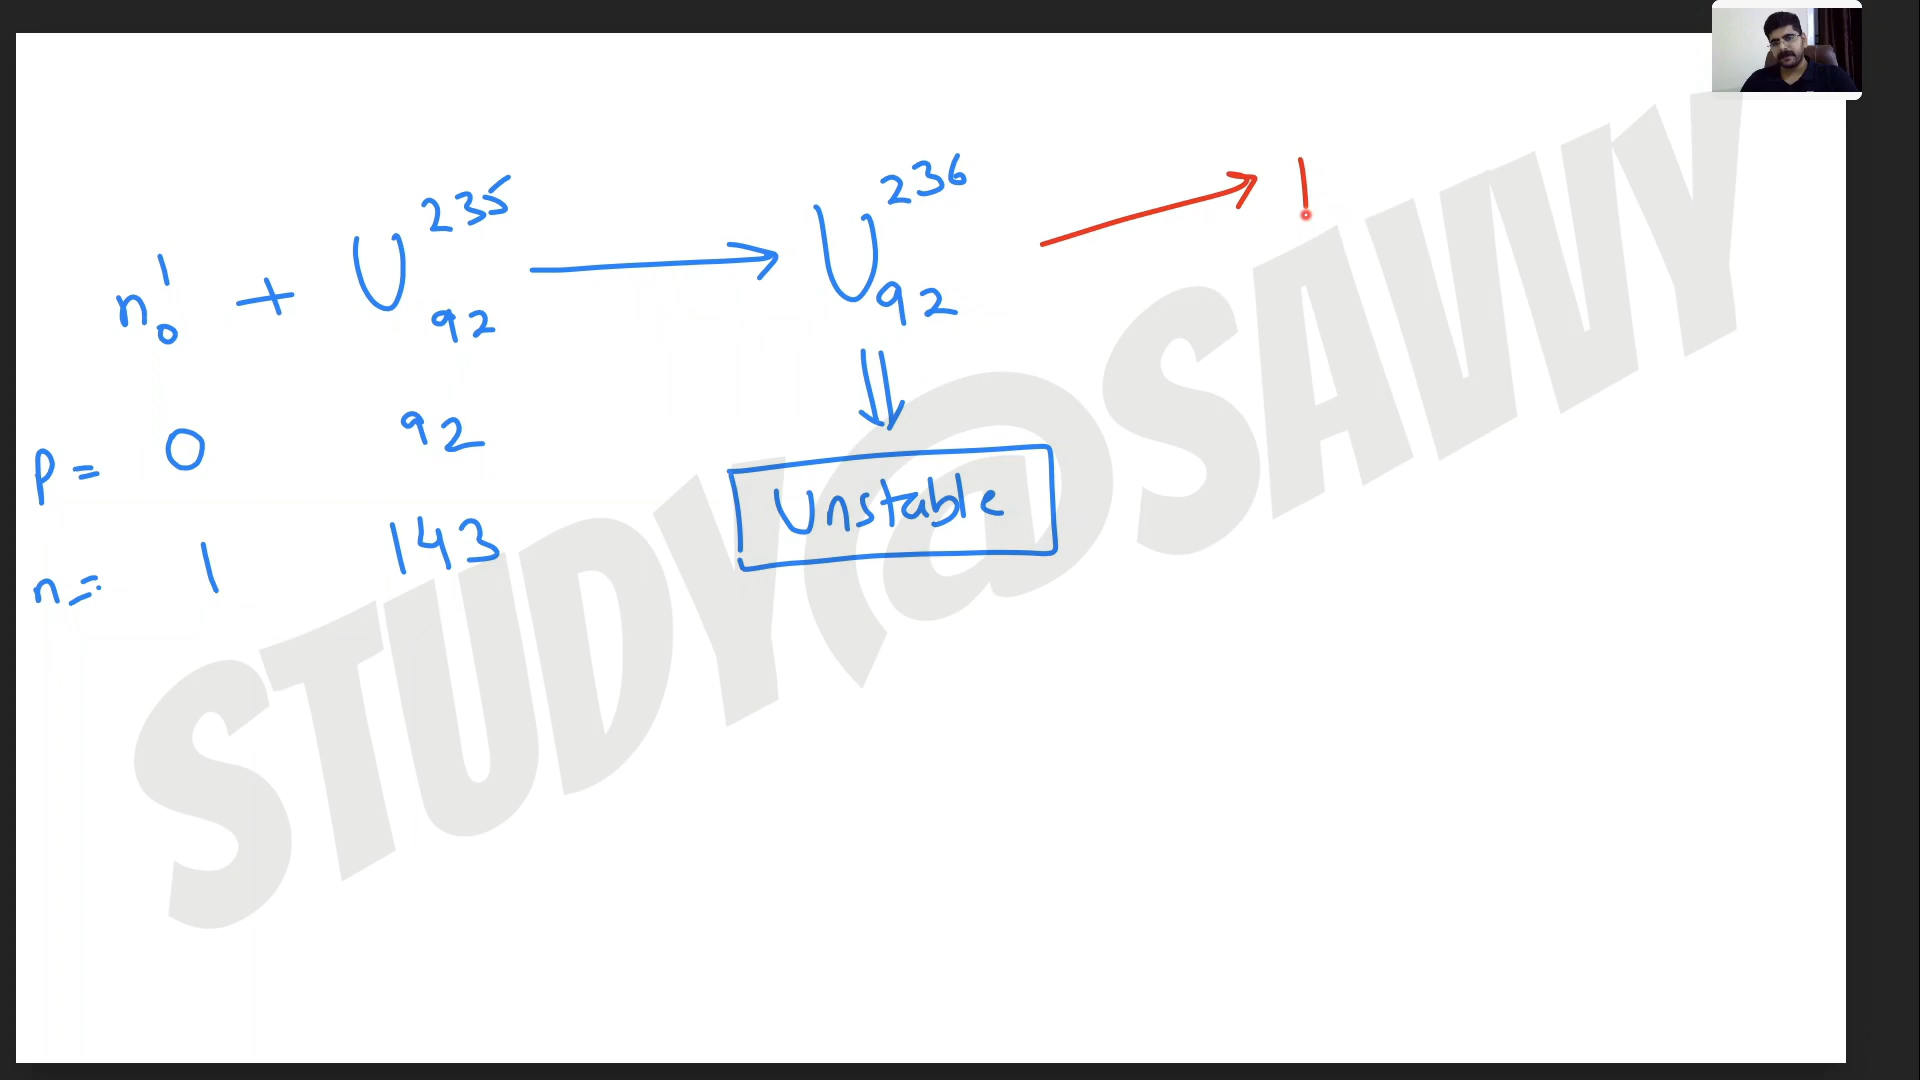 n¹₀ + U²³⁵₉₂ → U²³⁶₉₂ →
P = 0 92
n = 1 143
Unstable
STUDY@SAVVY